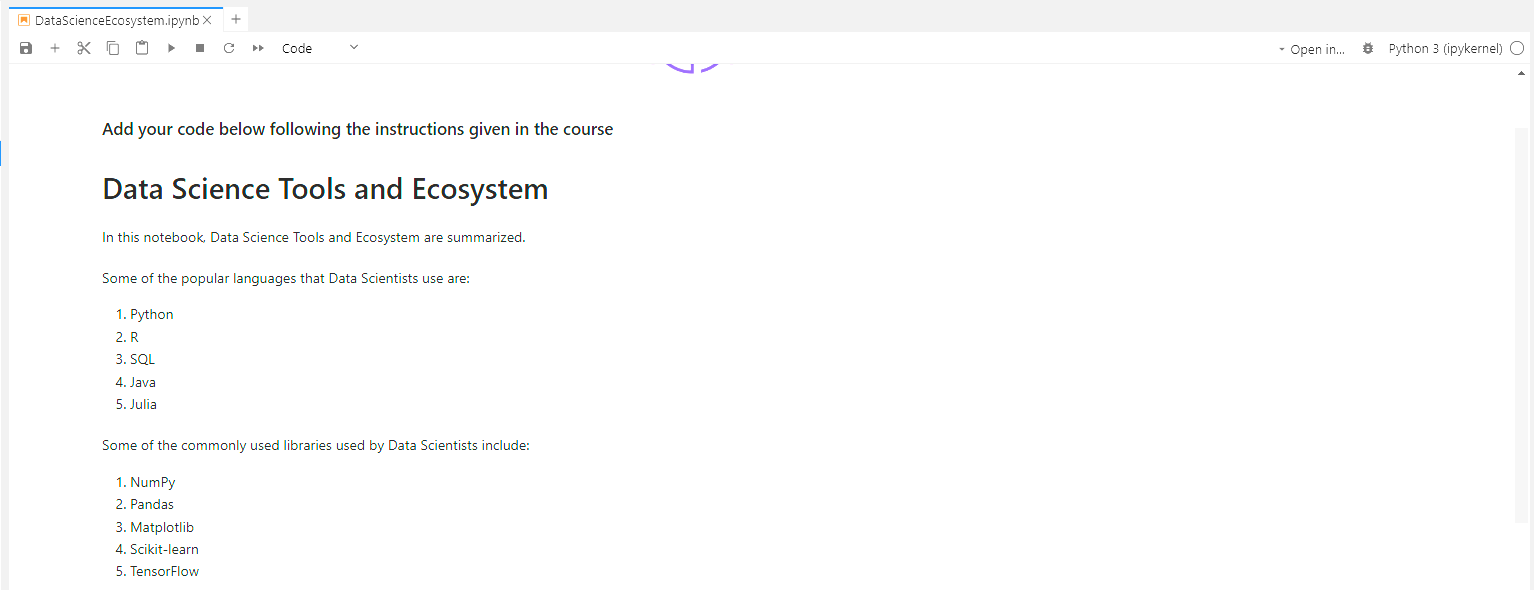 DataScienceEcosystem.ipynb
Code
Open in...
Python 3 (ipykernel)
Add your code below following the instructions given in the course
Data Science Tools and Ecosystem
In this notebook, Data Science Tools and Ecosystem are summarized.
Some of the popular languages that Data Scientists use are:
1. Python
2. R
3. SQL
4. Java
5. Julia
Some of the commonly used libraries used by Data Scientists include:
1. NumPy
2. Pandas
3. Matplotlib
4. Scikit-learn
5. TensorFlow